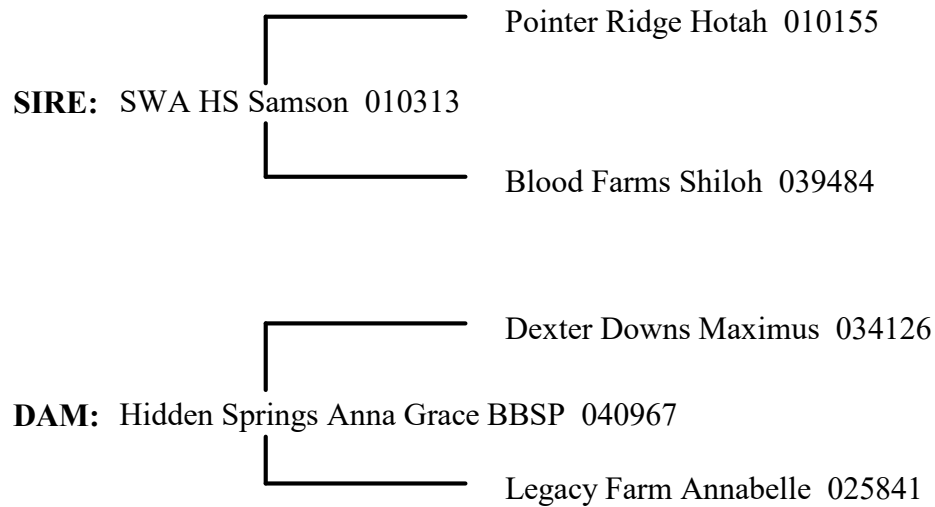 Pointer Ridge Hotah 010155
SIRE: SWA HS Samson 010313
Blood Farms Shiloh 039484
Dexter Downs Maximus 034126
DAM: Hidden Springs Anna Grace BBSP 040967
Legacy Farm Annabelle 025841